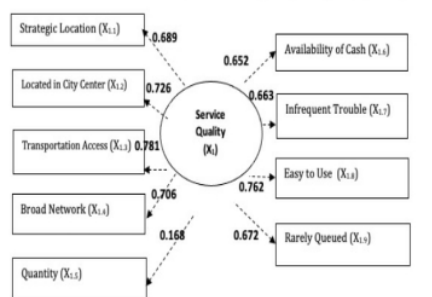 Strategic Location (X₁.₁)
0.689
Located in City Center (X₁.₂)
0.726
Transportation Access (X₁.₃)
0.781
Broad Network (X₁.₄)
0.706
Quantity (X₁.₅)
0.168
Service
Quality
(X₁)
0.652
Availability of Cash (X₁.₆)
0.663
Infrequent Trouble (X₁.₇)
0.762
Easy to Use (X₁.₈)
0.672
Rarely Queued (X₁.₉)